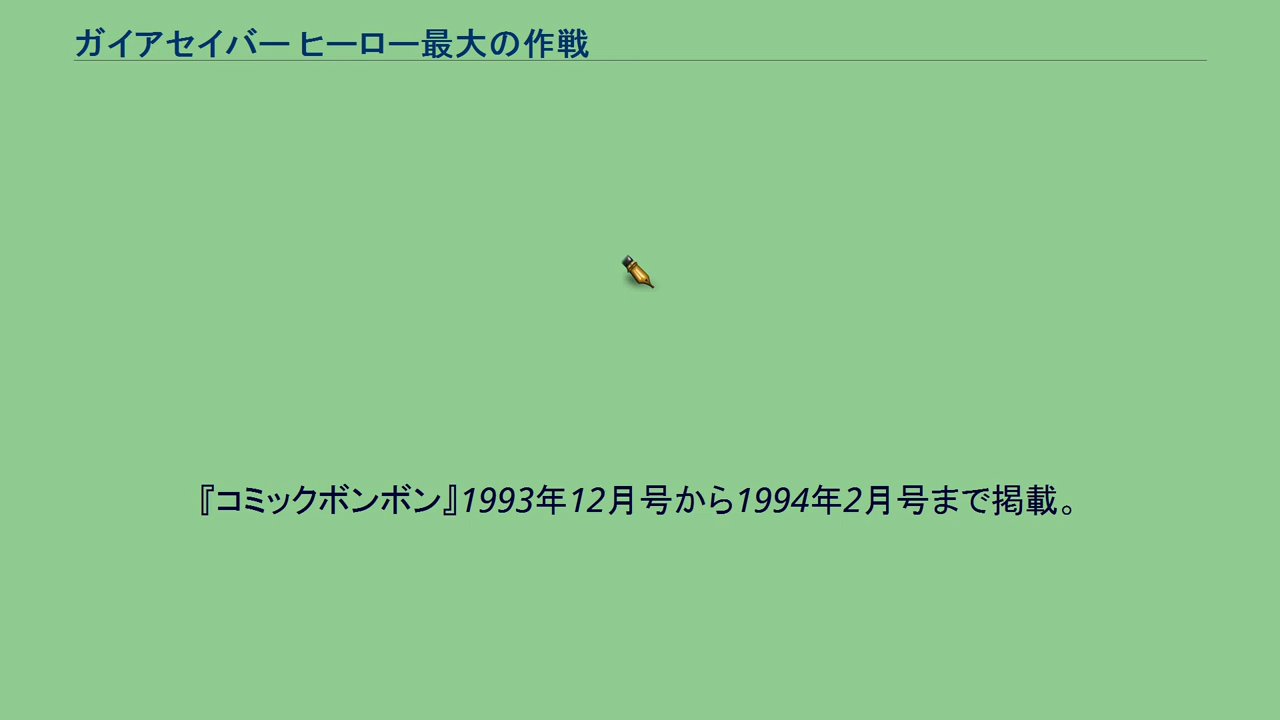 ガイアセイバー ヒーロー最大の作戦
『コミックボンボン』1993年12月号から1994年2月号まで掲載。